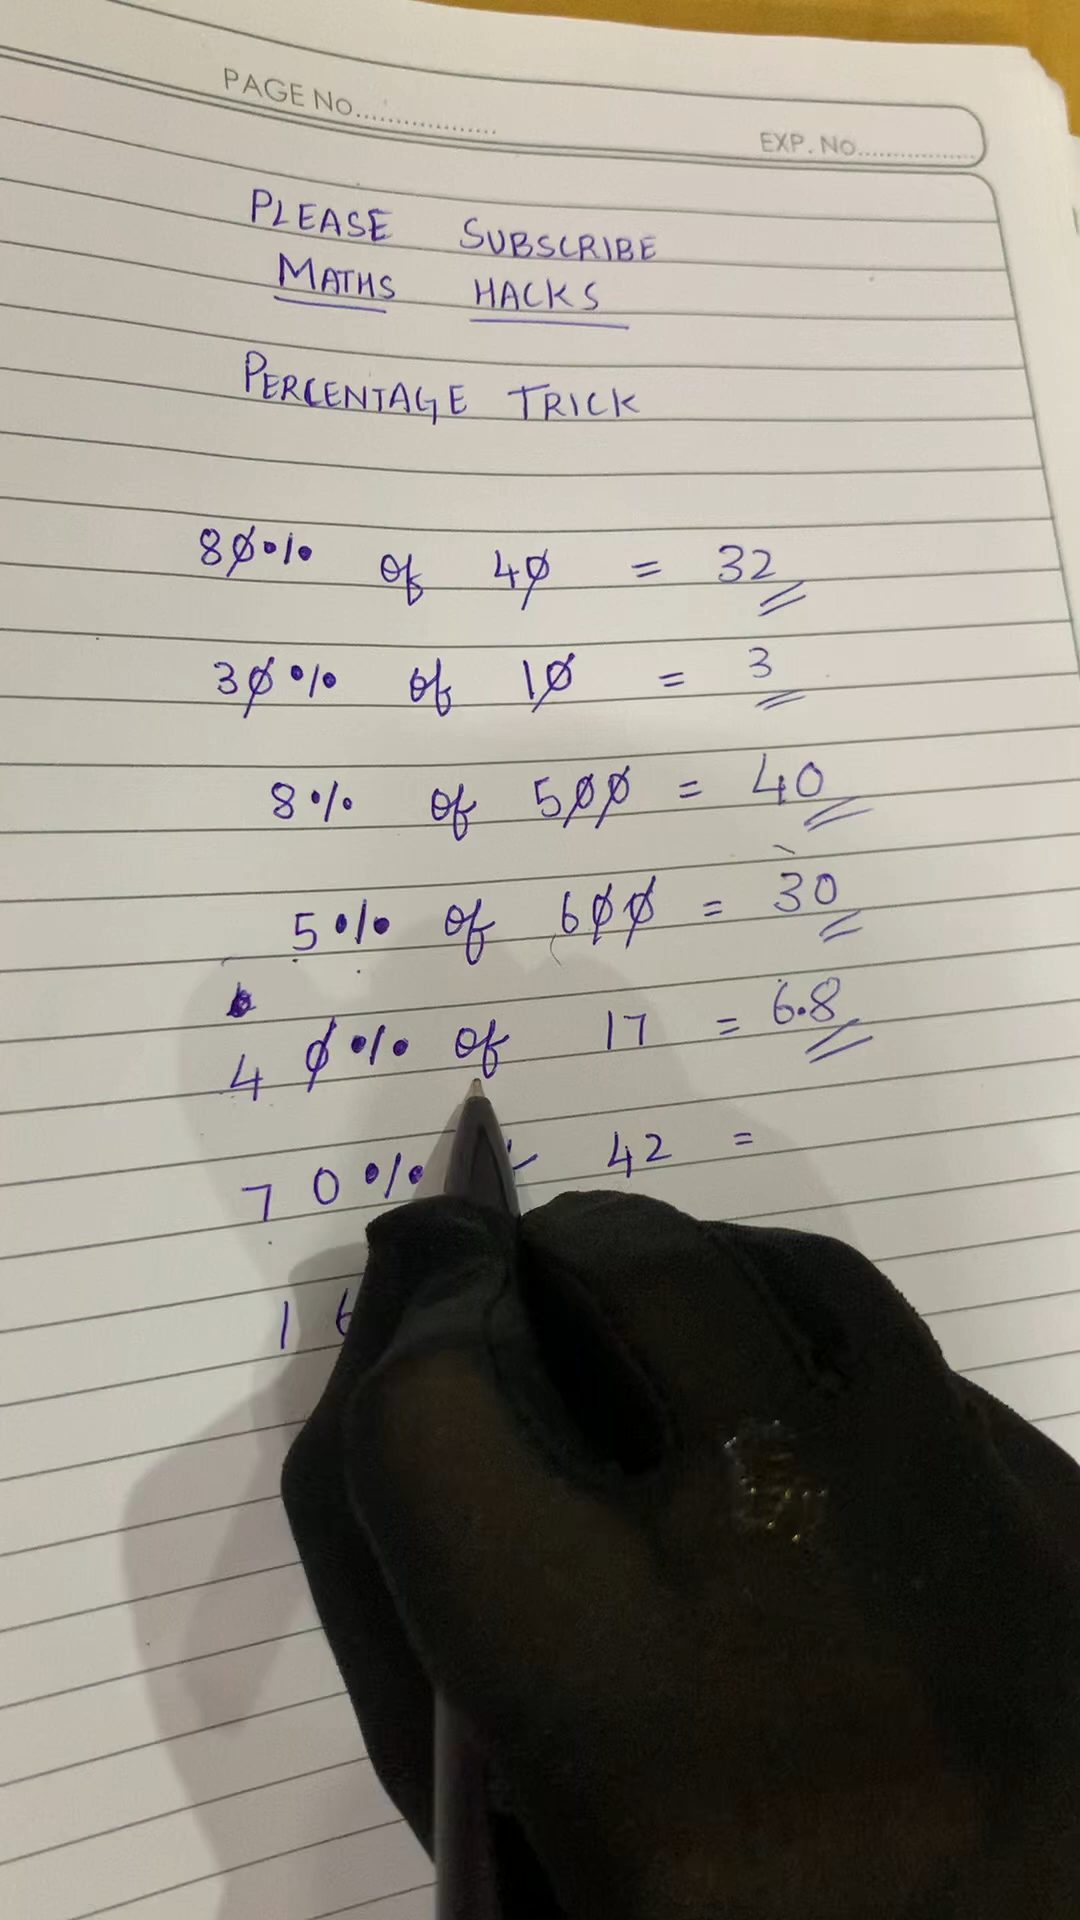 PAGE No.................
EXP. No.................
PLEASE SUBSCRIBE
MATHS HACKS
PERCENTAGE TRICK
80% of 40 = 32
30% of 10 = 3
8% of 500 = 40
5% of 600 = 30
40% of 17 = 6.8
70% 42 =
1